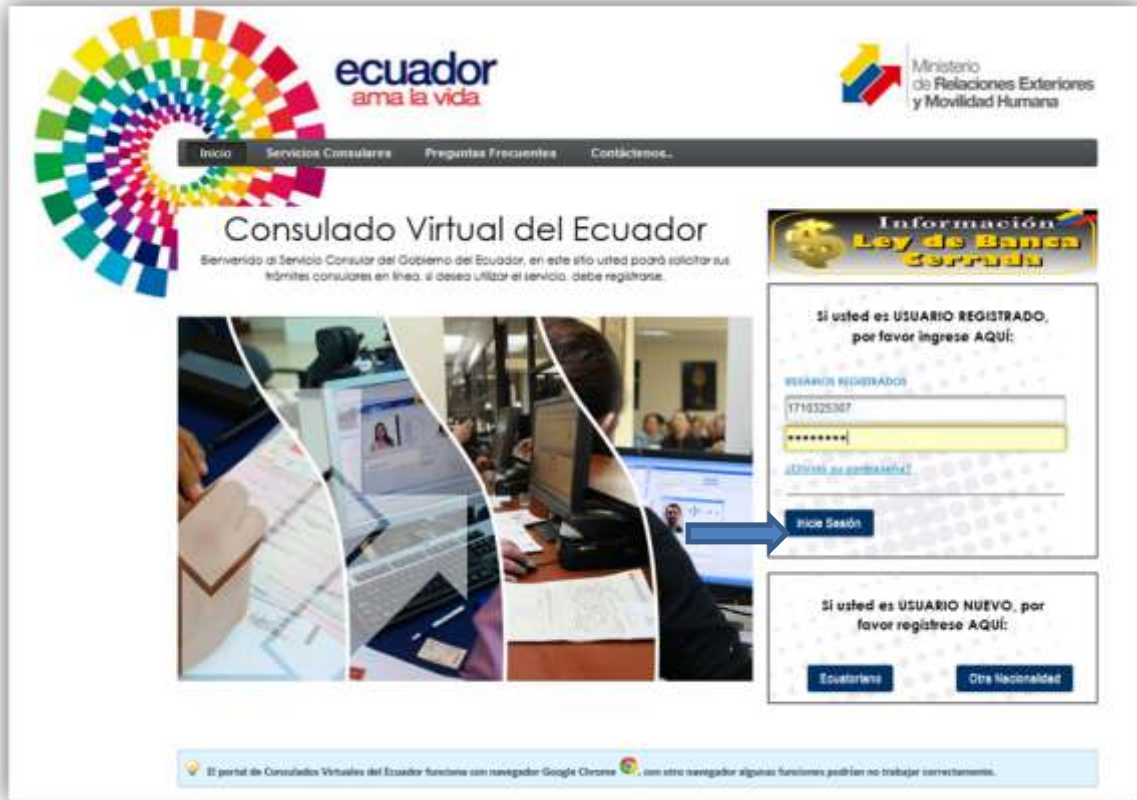 ecuador
ama la vida
Ministerio
de Relaciones Exteriores
y Movilidad Humana
Inicio Servicios Consulares Preguntas Frecuentes Contáctenos..
Consulado Virtual del Ecuador
Bienvenido al Servicio Consular del Gobierno del Ecuador, en este sitio usted podrá solicitar sus
trámites consulares en línea, si desea utilizar el servicio, debe registrarse.
Información
Ley de Banca
Cerrada
Si usted es USUARIO REGISTRADO,
por favor ingrese AQUÍ:
USUARIOS REGISTRADOS
1710325307
••••••••
¿Olvidó su contraseña?
Inicie Sesión
Si usted es USUARIO NUEVO, por
favor regístrese AQUÍ:
Ecuatoriano Otra Nacionalidad
El portal de Consulados Virtuales del Ecuador funciona con navegador Google Chrome , con otro navegador algunas funciones podrían no trabajar correctamente.